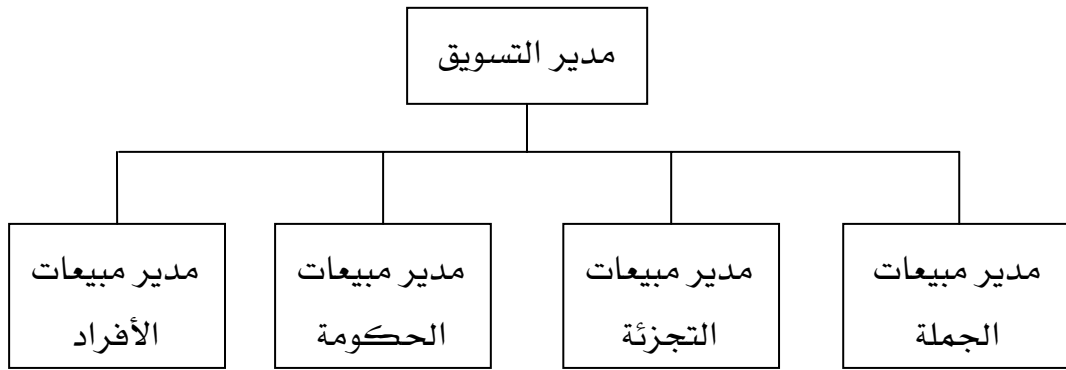 مدير التسويق
مدير مبيعات
الجملة
مدير مبيعات
التجزئة
مدير مبيعات
الحكومة
مدير مبيعات
الأفراد